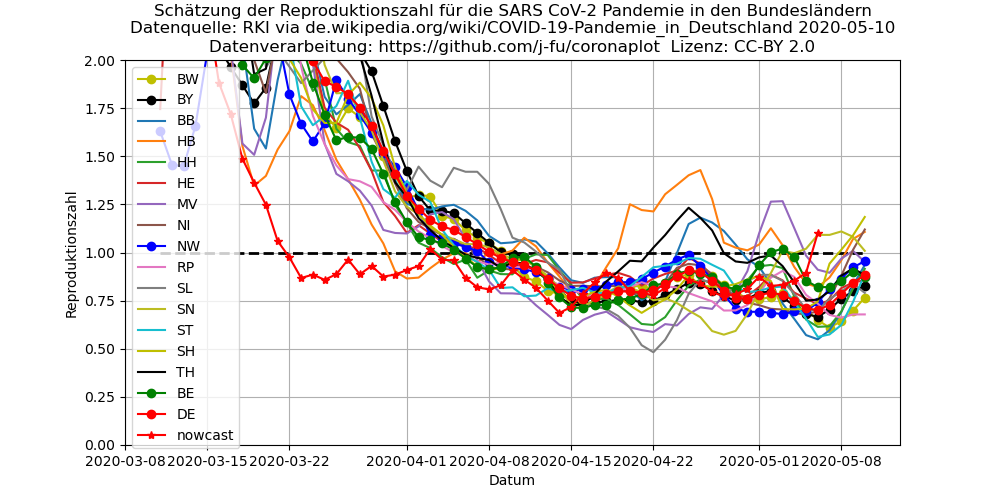 Schätzung der Reproduktionszahl für die SARS CoV-2 Pandemie in den Bundesländern
Datenquelle: RKI via de.wikipedia.org/wiki/COVID-19-Pandemie_in_Deutschland 2020-05-10
Datenverarbeitung: https://github.com/j-fu/coronaplot  Lizenz: CC-BY 2.0
Reproduktionszahl
2.00
1.75
1.50
1.25
1.00
0.75
0.50
0.25
0.00
BW
BY
BB
HB
HH
HE
MV
NI
NW
RP
SL
SN
ST
SH
TH
BE
DE
nowcast
2020-03-08 2020-03-15 2020-03-22 2020-04-01 2020-04-08 2020-04-15 2020-04-22 2020-05-01 2020-05-08
Datum